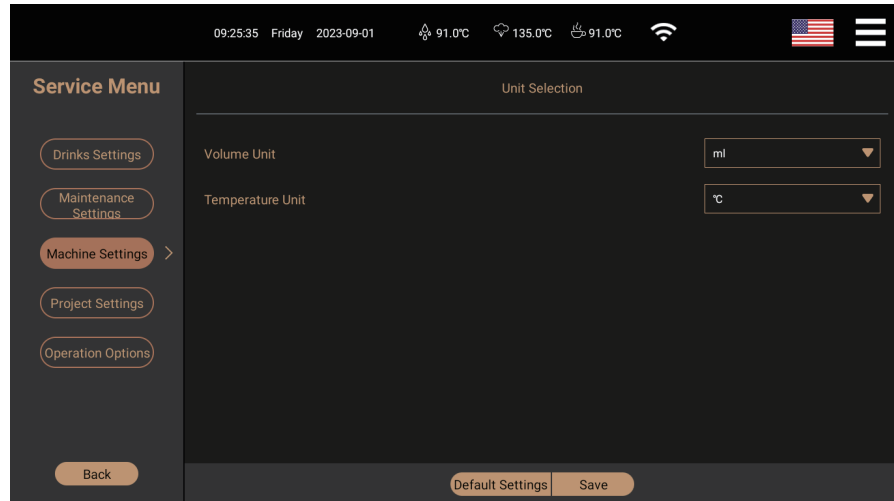 09:25:35 Friday 2023-09-01 91.0℃ 135.0℃ 91.0℃
Service Menu
Unit Selection
Drinks Settings
Volume Unit
ml
Maintenance
Settings
Temperature Unit
℃
Machine Settings
Project Settings
Operation Options
Back
Default Settings
Save